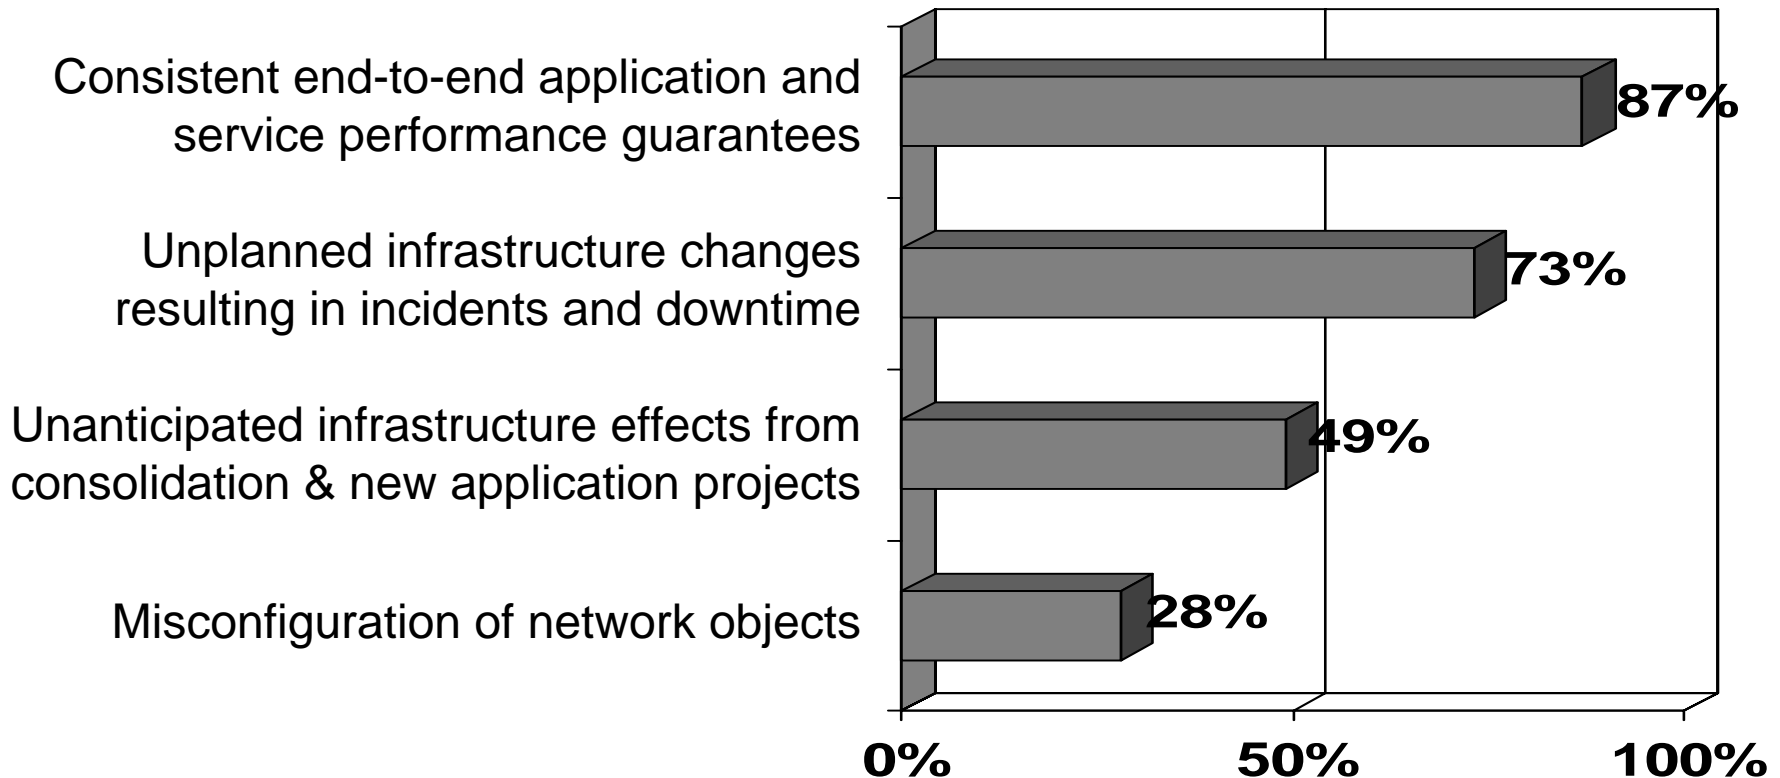 Consistent end-to-end application and
service performance guarantees
87%
Unplanned infrastructure changes
resulting in incidents and downtime
73%
Unanticipated infrastructure effects from
consolidation & new application projects
49%
Misconfiguration of network objects
28%
0% 50% 100%